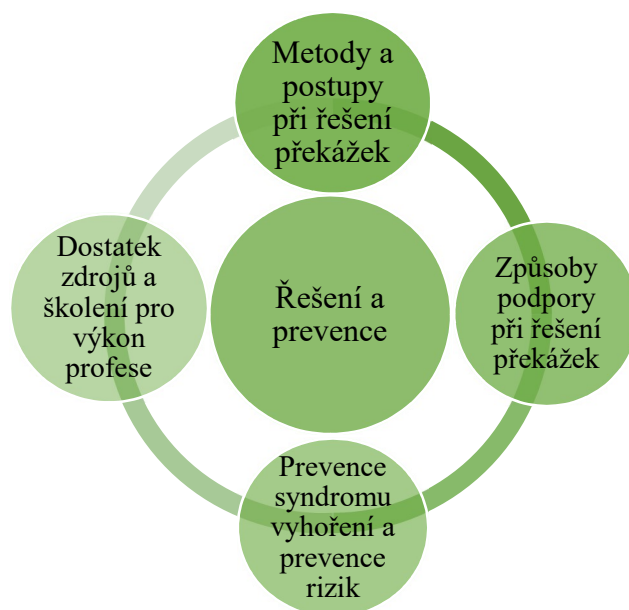 Metody a
postupy
při řešení
překážek
Dostatek
zdrojů a
školení pro
výkon
profese
Řešení a
prevence
Způsoby
podpory
při řešení
překážek
Prevence
syndromu
vyhoření a
prevence
rizik